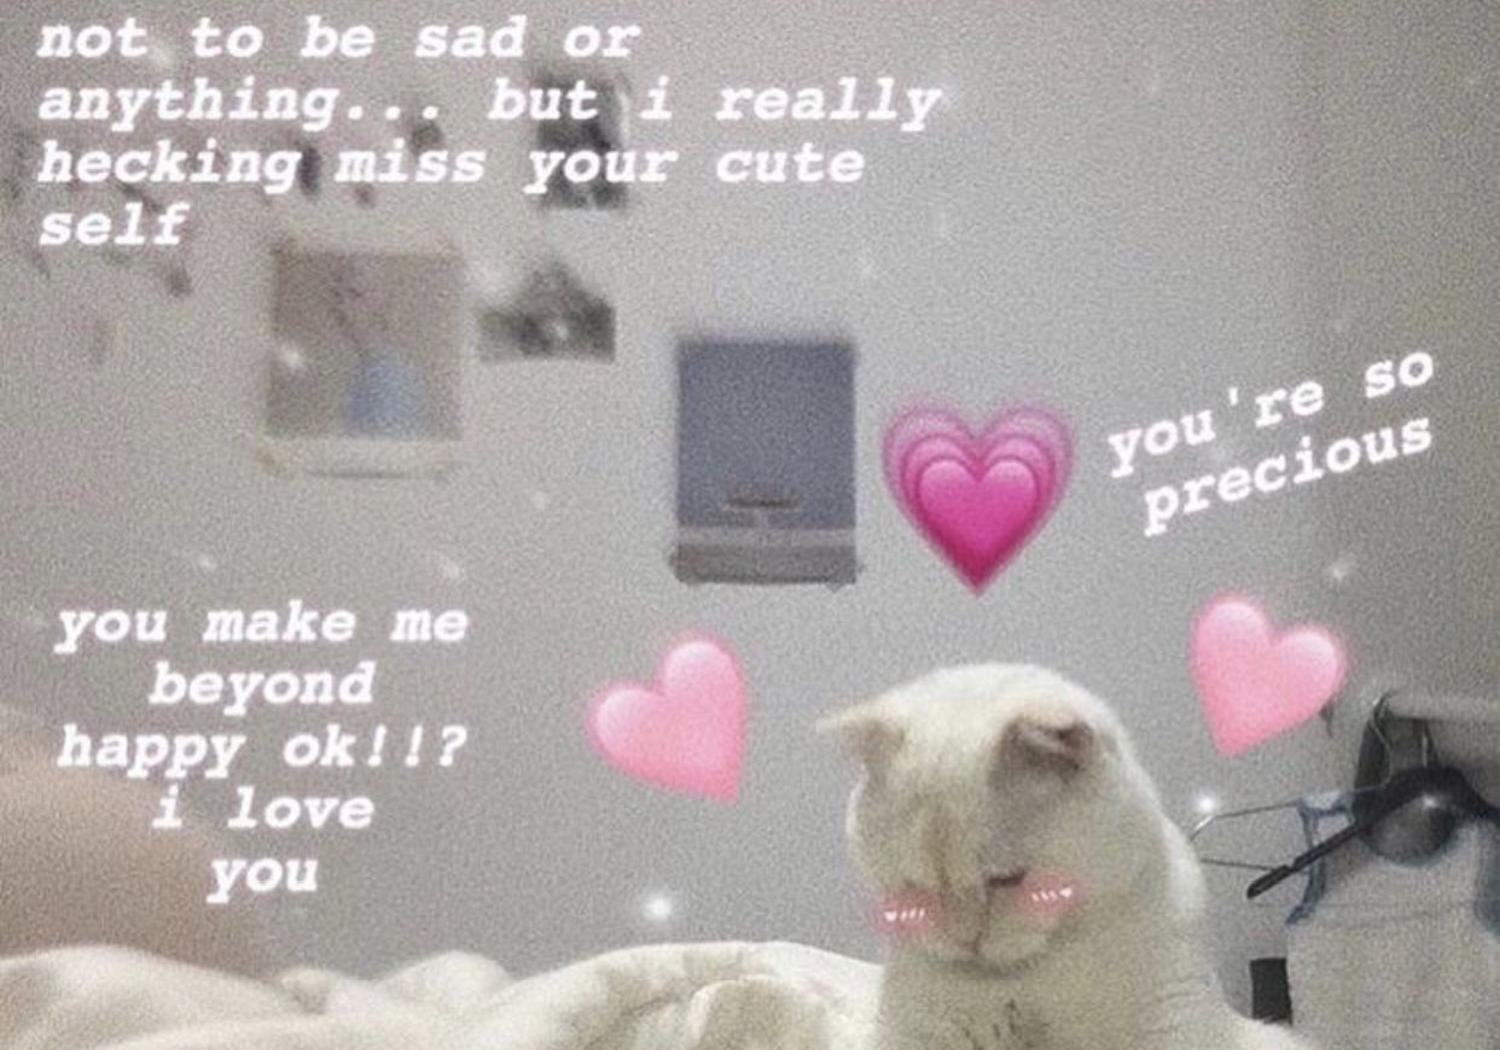 not to be sad or
anything... but i really
hecking miss your cute
self
you're so
precious
you make me
beyond
happy ok!!?
i love
you